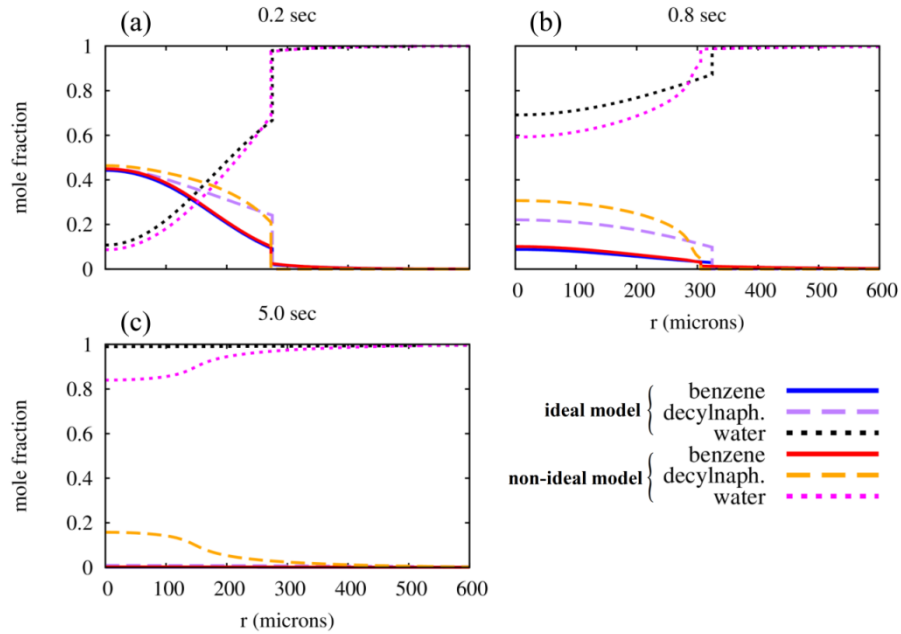 (a)
0.2 sec
(b)
0.8 sec
mole fraction
1
0.8
0.6
0.4
0.2
0
0 100 200 300 400 500 600
r (microns)
(c)
5.0 sec
mole fraction
1
0.8
0.6
0.4
0.2
0
0 100 200 300 400 500 600
r (microns)
ideal model
benzene
decylnaph.
water
non-ideal model
benzene
decylnaph.
water